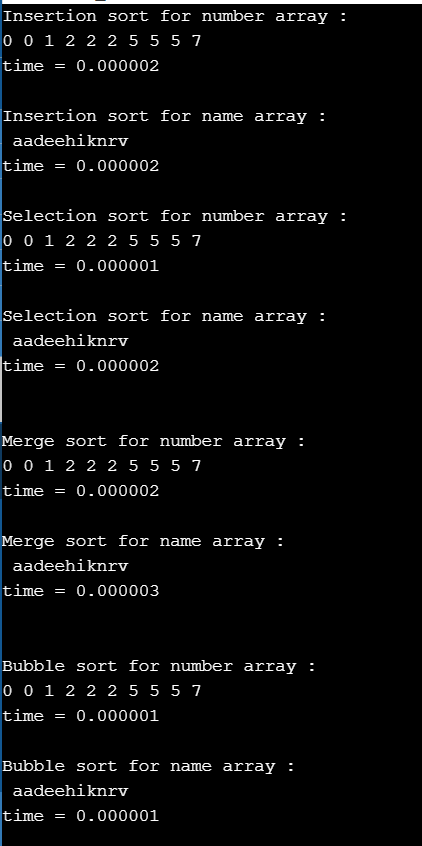 Insertion sort for number array :
0 0 1 2 2 2 5 5 5 7
time = 0.000002
Insertion sort for name array :
 aadeehiknrv
time = 0.000002
Selection sort for number array :
0 0 1 2 2 2 5 5 5 7
time = 0.000001
Selection sort for name array :
 aadeehiknrv
time = 0.000002
Merge sort for number array :
0 0 1 2 2 2 5 5 5 7
time = 0.000002
Merge sort for name array :
 aadeehiknrv
time = 0.000003
Bubble sort for number array :
0 0 1 2 2 2 5 5 5 7
time = 0.000001
Bubble sort for name array :
 aadeehiknrv
time = 0.000001